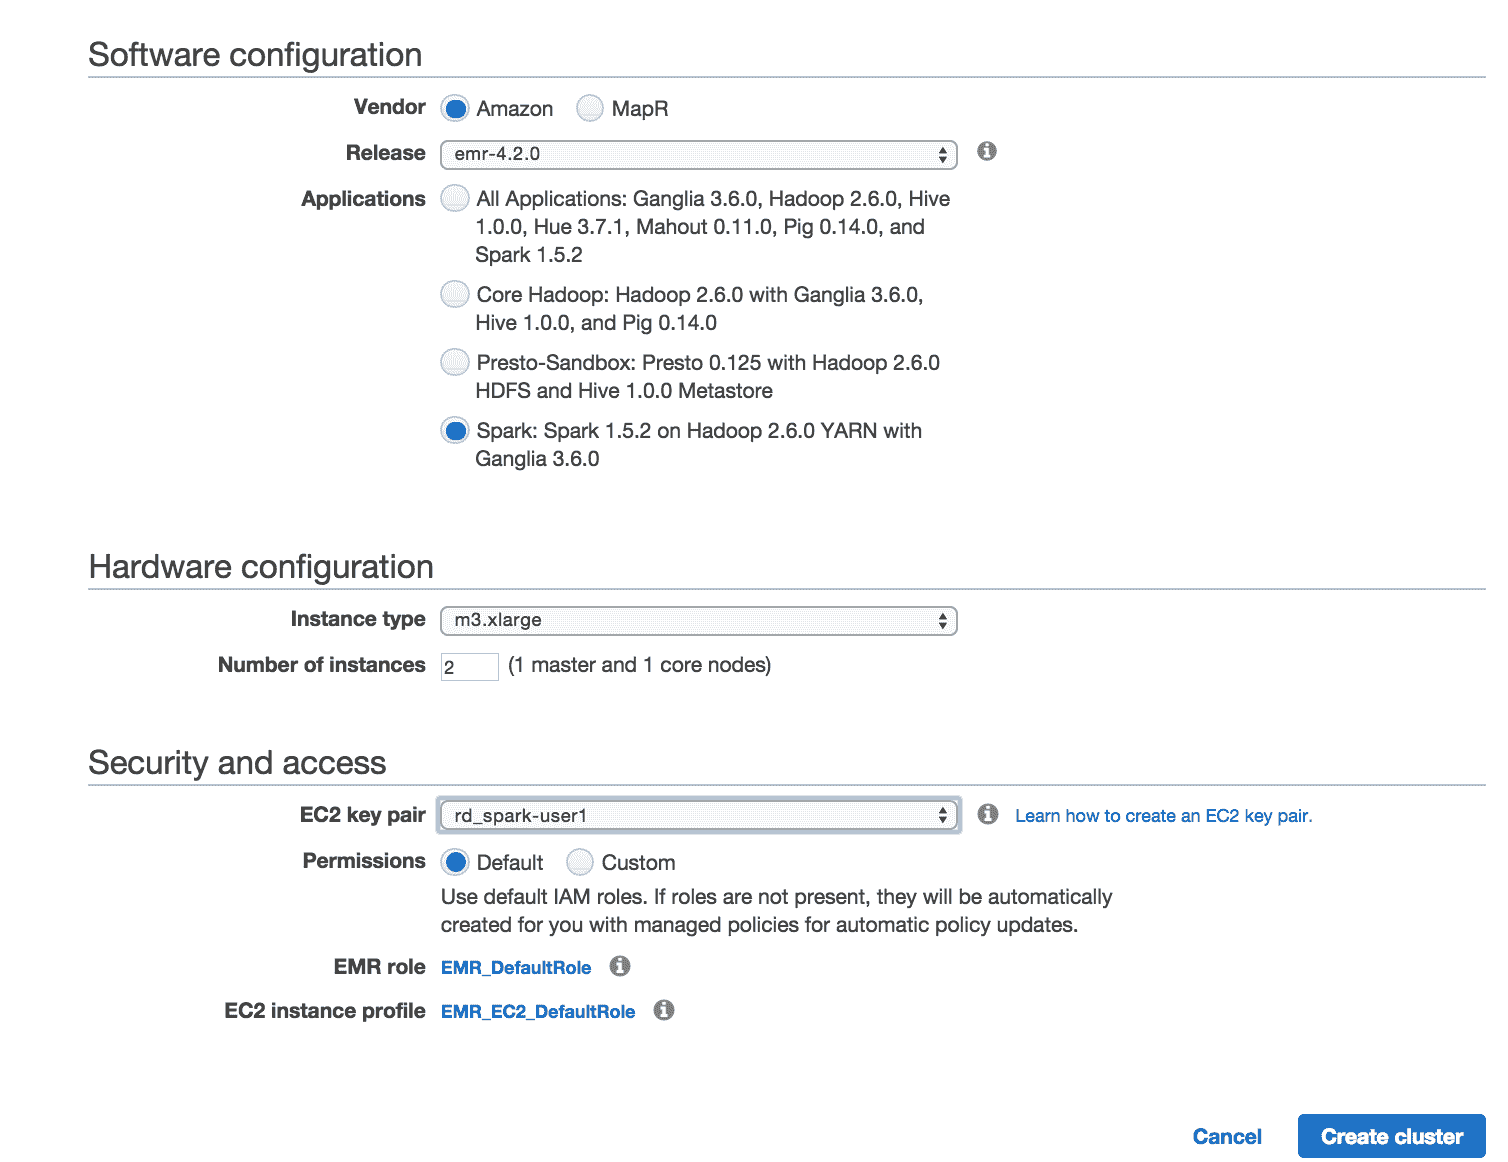 Software configuration
Vendor Amazon MapR
Release emr-4.2.0
Applications All Applications: Ganglia 3.6.0, Hadoop 2.6.0, Hive
1.0.0, Hue 3.7.1, Mahout 0.11.0, Pig 0.14.0, and
Spark 1.5.2
Core Hadoop: Hadoop 2.6.0 with Ganglia 3.6.0,
Hive 1.0.0, and Pig 0.14.0
Presto-Sandbox: Presto 0.125 with Hadoop 2.6.0
HDFS and Hive 1.0.0 Metastore
Spark: Spark 1.5.2 on Hadoop 2.6.0 YARN with
Ganglia 3.6.0
Hardware configuration
Instance type m3.xlarge
Number of instances 2 (1 master and 1 core nodes)
Security and access
EC2 key pair rd_spark-user1 Learn how to create an EC2 key pair.
Permissions Default Custom
Use default IAM roles. If roles are not present, they will be automatically
created for you with managed policies for automatic policy updates.
EMR role EMR_DefaultRole
EC2 instance profile EMR_EC2_DefaultRole
Cancel Create cluster